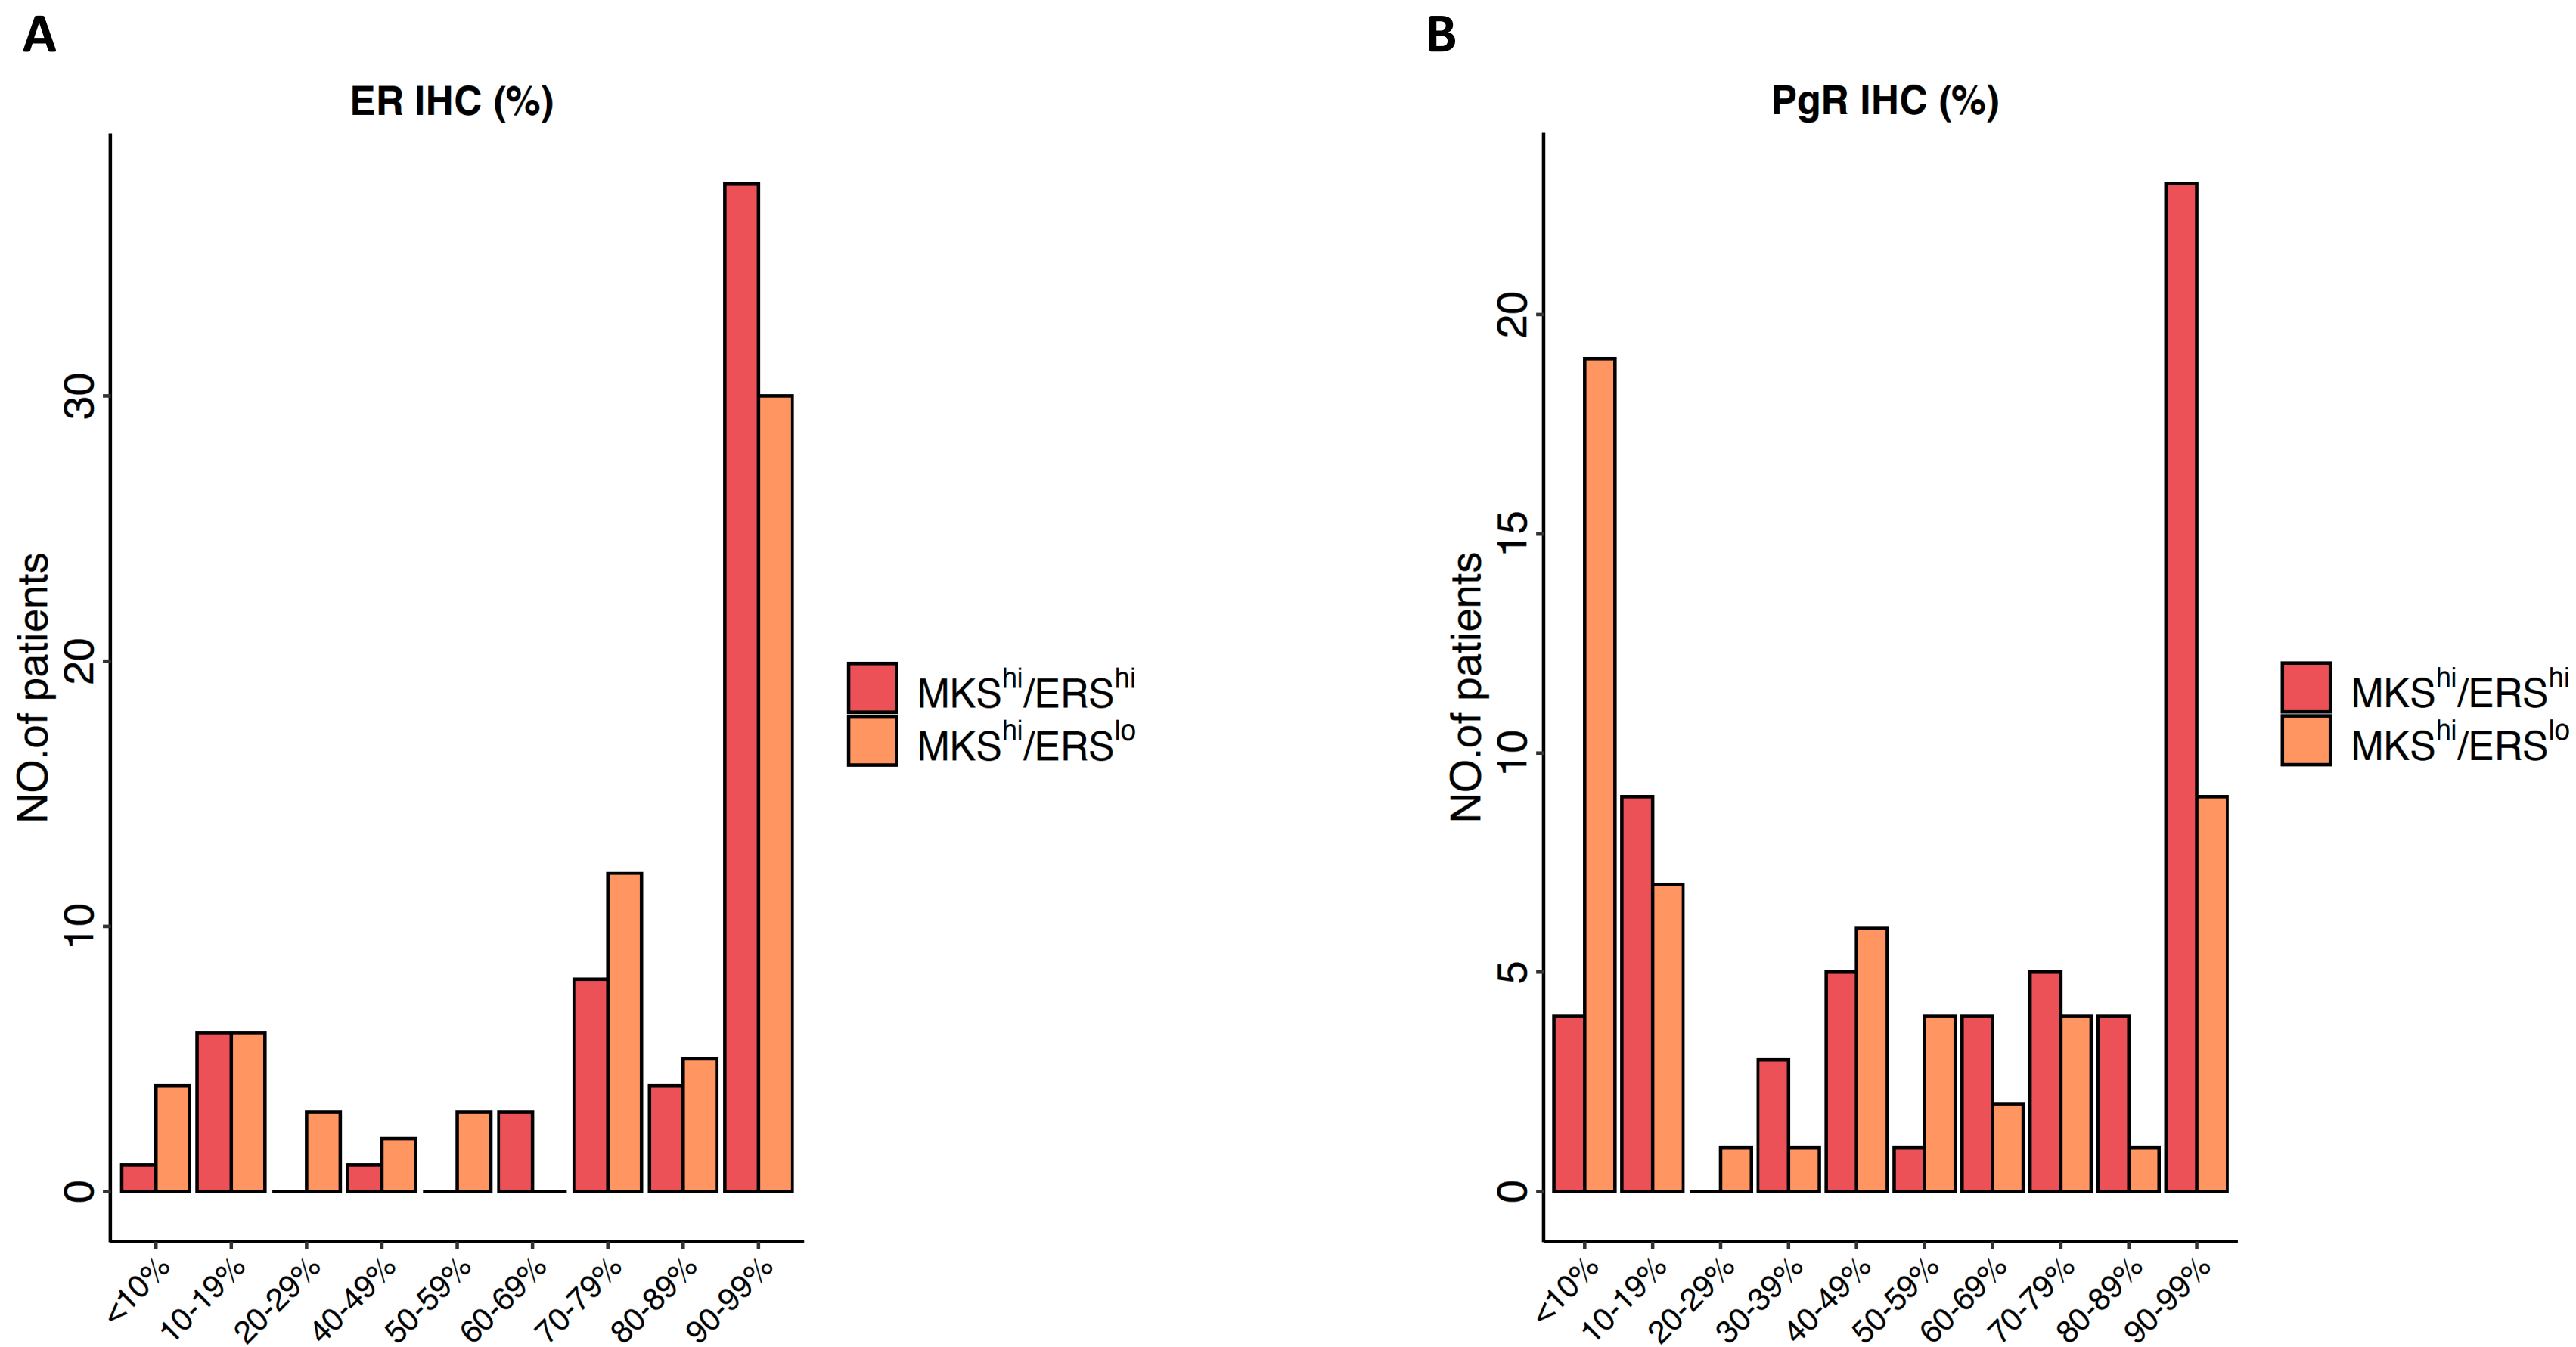 A
ER IHC (%)
NO.of patients
0
10
20
30
<10%
10-19%
20-29%
40-49%
50-59%
60-69%
70-79%
80-89%
90-99%
MKShi/ERShi
MKShi/ERSlo
B
PgR IHC (%)
NO.of patients
0
5
10
15
20
<10%
10-19%
20-29%
30-39%
40-49%
50-59%
60-69%
70-79%
80-89%
90-99%
MKShi/ERShi
MKShi/ERSlo